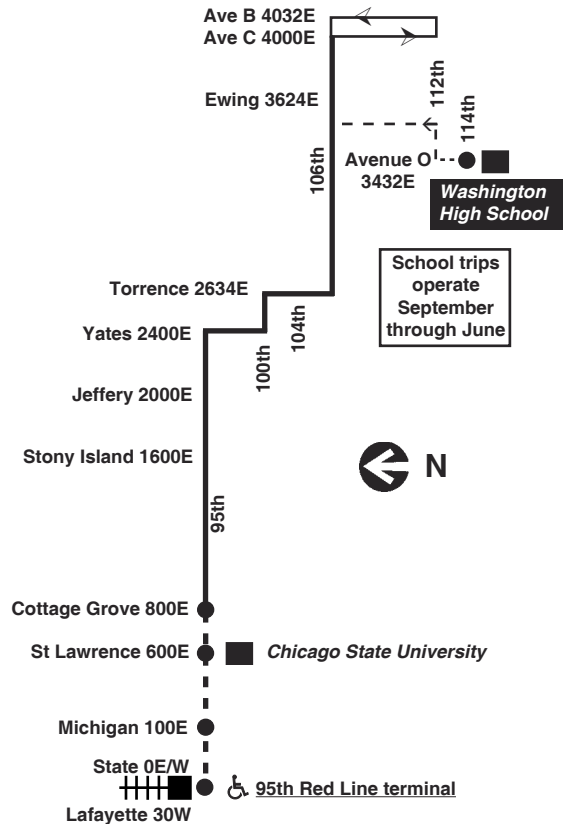 Ave B 4032E
Ave C 4000E
Ewing 3624E
112th
114th
106th
Avenue O
3432E
Washington
High School
School trips
operate
September
through June
Torrence 2634E
Yates 2400E
100th
104th
Jeffery 2000E
Stony Island 1600E
N
95th
Cottage Grove 800E
St Lawrence 600E
Chicago State University
Michigan 100E
State 0E/W
95th Red Line terminal
Lafayette 30W